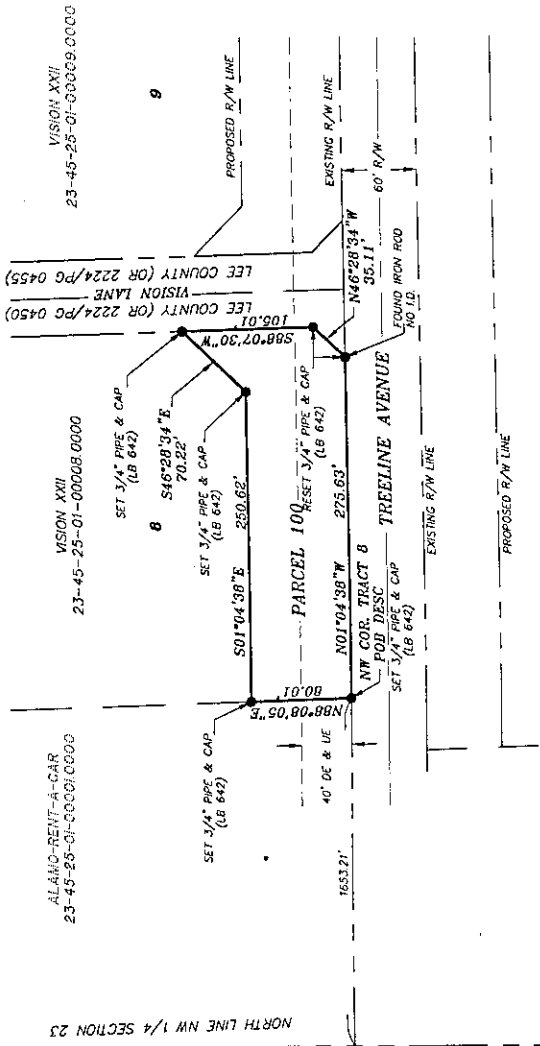 ALAMO-RENT-A-CAR
23-45-25-01-00001.0000
VISION XXII
23-45-25-01-00008.0000
8
VISION XXII
23-45-25-01-00009.0000
9
LEE COUNTY (OR 2224/PG 0450)
VISION LANE
LEE COUNTY (OR 2224/PG 0455)
PROPOSED R/W LINE
EXISTING R/W LINE
60' R/W
SET 3/4" PIPE & CAP
(LB 642)
S46°28'34"E
70.22'
SET 3/4" PIPE & CAP
(LB 642)
S88°07'30"W
105.01'
N46°28'34"W
35.11'
FOUND IRON ROD
NO I.D.
RESET 3/4" PIPE & CAP
(LB 642)
SET 3/4" PIPE & CAP
(LB 642)
S01°04'38"E 250.62'
PARCEL 100
N88°08'05"E
80.01'
N01°04'38"W 275.63'
NW COR. TRACT 8
POB DESC
SET 3/4" PIPE & CAP
(LB 642)
TREELINE AVENUE
40' DE & UE
1653.21'
EXISTING R/W LINE
PROPOSED R/W LINE
NORTH LINE NW 1/4 SECTION 23